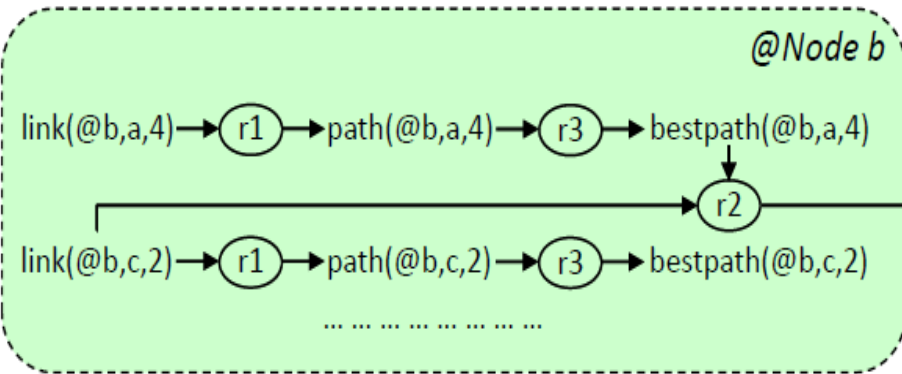 @Node b
link(@b,a,4) r1 path(@b,a,4) r3 bestpath(@b,a,4)
r2
link(@b,c,2) r1 path(@b,c,2) r3 bestpath(@b,c,2)
... ... ... ... ... ... ... ...